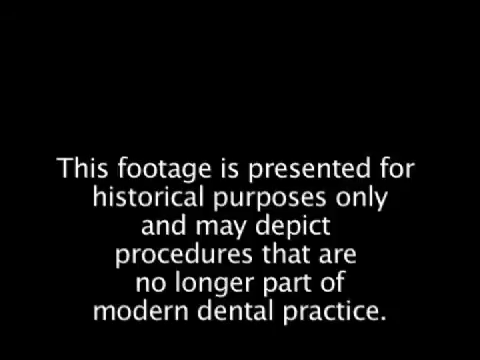 This footage is presented for
historical purposes only
and may depict
procedures that are
no longer part of
modern dental practice.